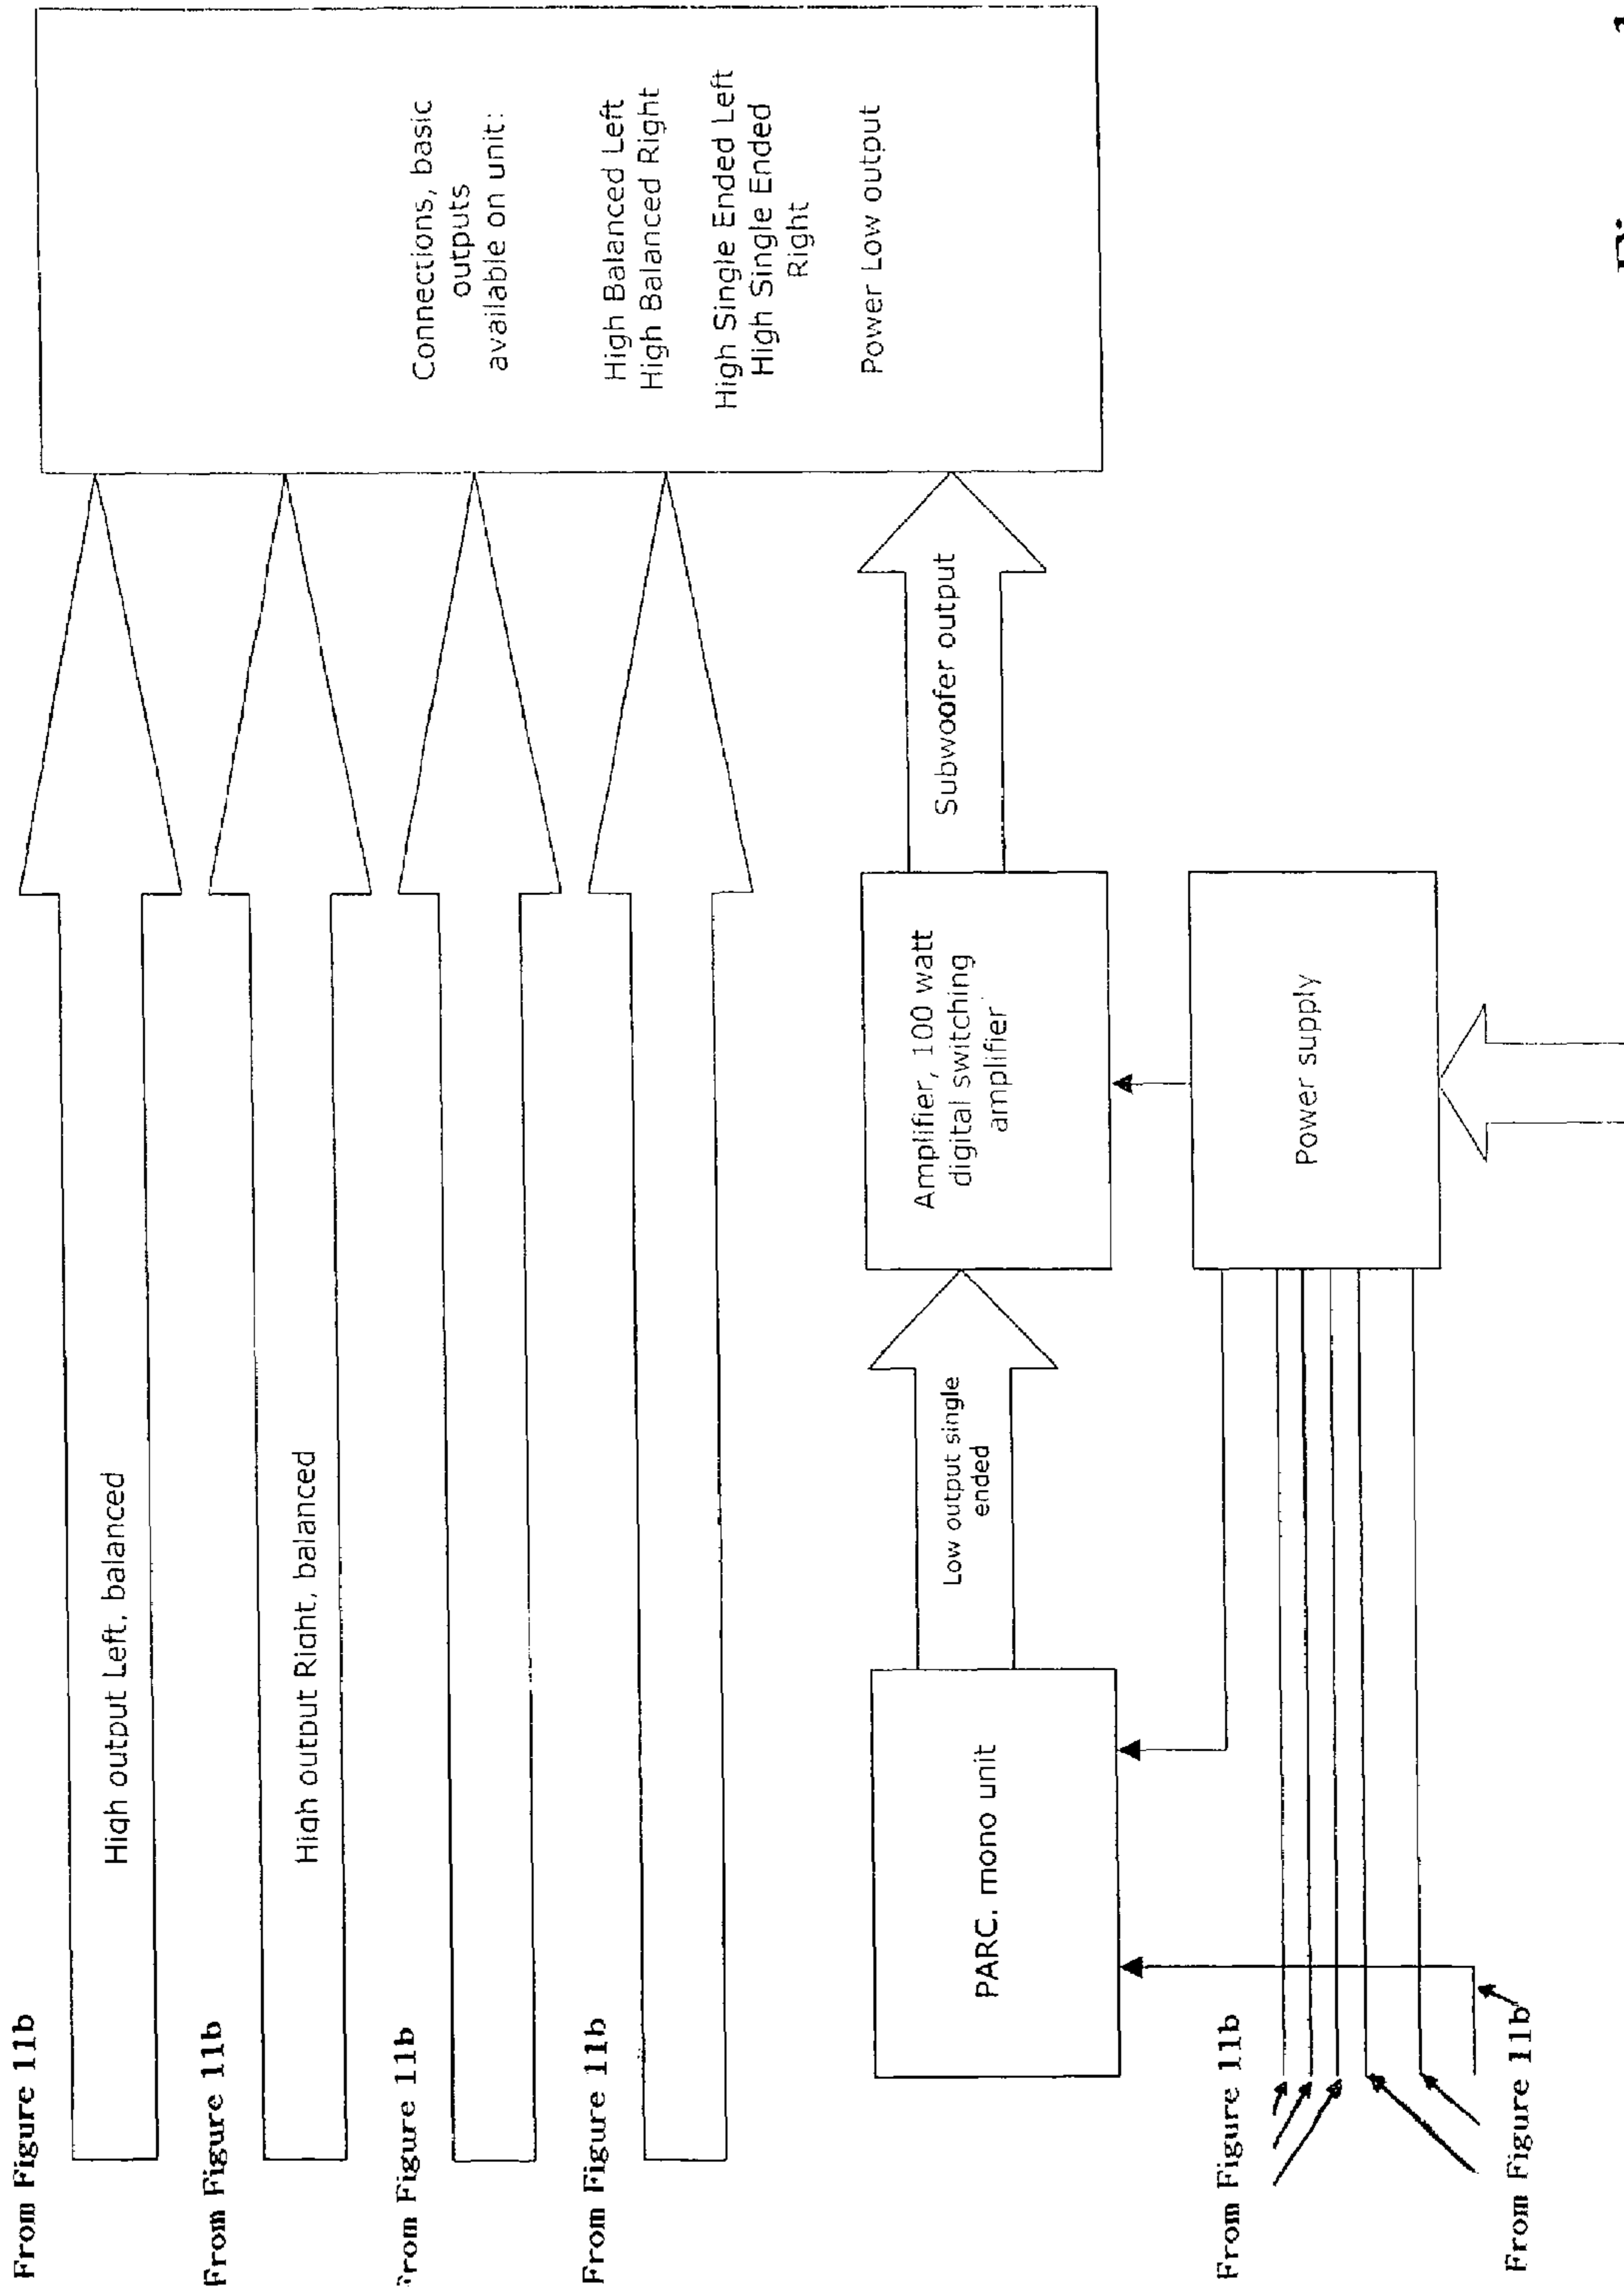 From Figure 11b
High output Left, balanced
From Figure 11b
High output Right, balanced
From Figure 11b
From Figure 11b
Connections, basic
outputs
available on unit:
High Balanced Left
High Balanced Right
High Single Ended Left
High Single Ended
Right
Power Low output
PARC. mono unit
Low output single
ended
Amplifier, 100 watt
digital switching
amplifier
Subwoofer output
Power supply
From Figure 11b
From Figure 11b